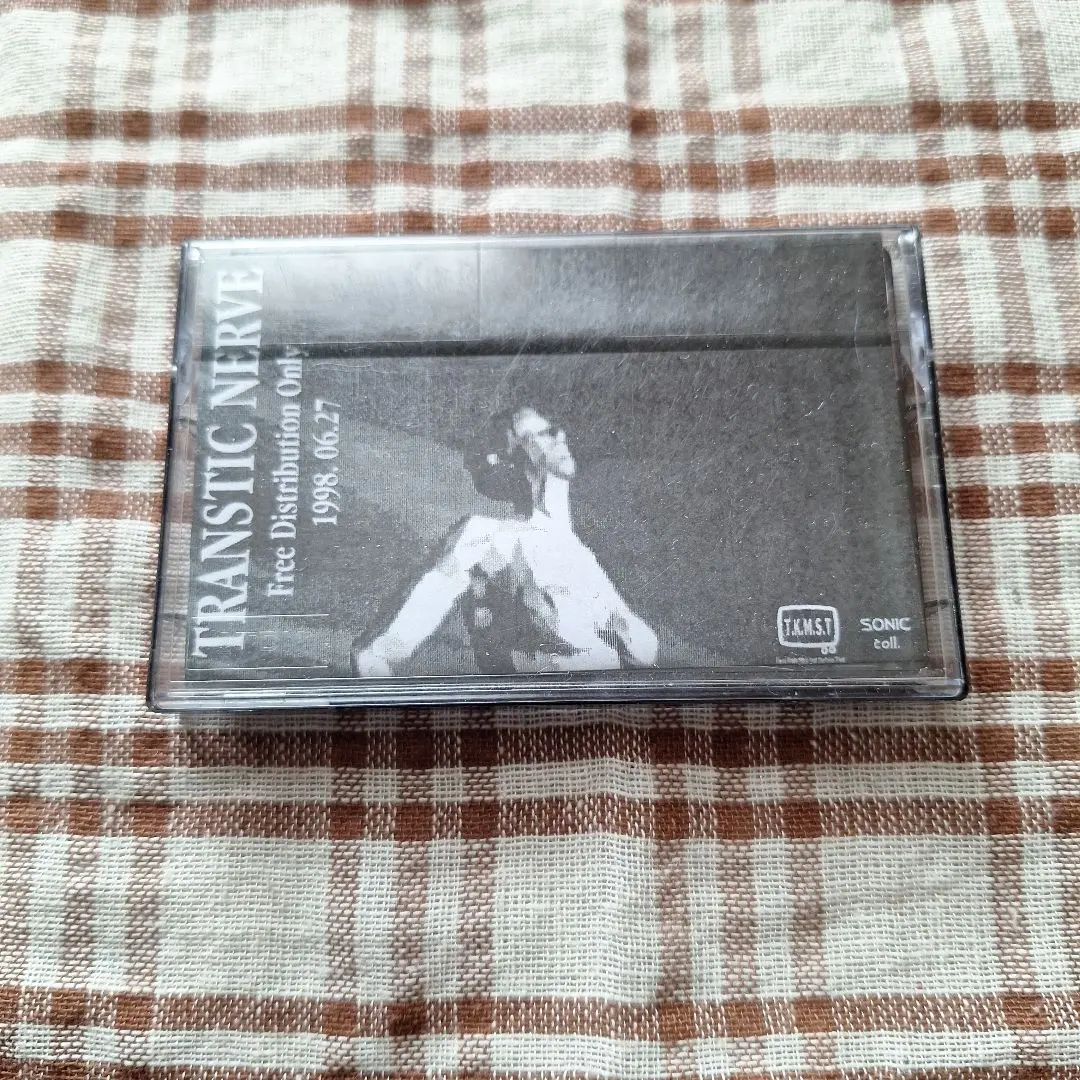 TRANSTIC NERVE
Free Distribution Only
1998. 06.27
T.K.M.S.T
SONIC
coll.